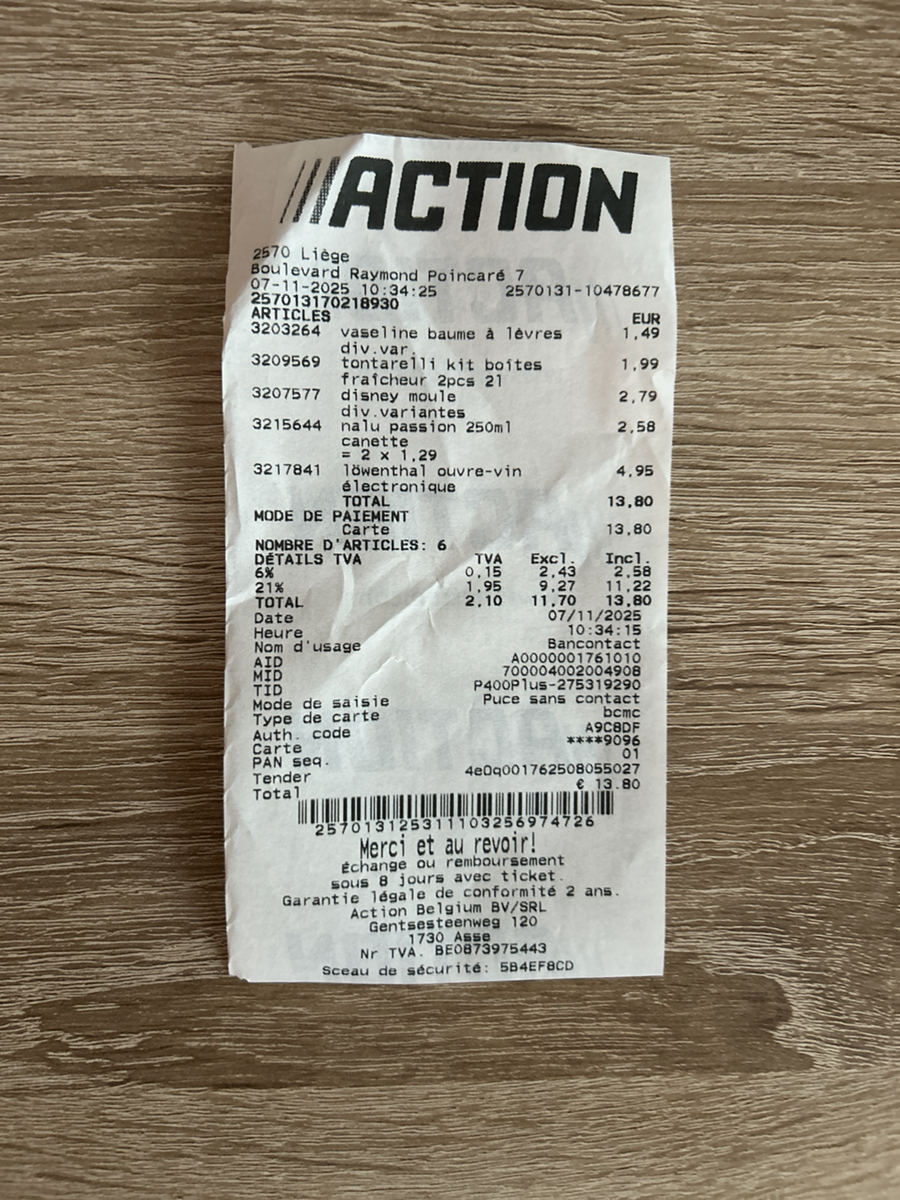 ACTION
2570 Liège
Boulevard Raymond Poincaré 7
07-11-2025 10:34:25 2570131-10478677
257013170218930
ARTICLES EUR
3203264 vaseline baume à lèvres 1,49
div.var.
3209569 tontarelli kit boîtes 1,99
fraîcheur 2pcs 2l
3207577 disney moule 2,79
div.variantes
3215644 nalu passion 250ml 2,58
canette
= 2 x 1,29
3217841 löwenthal ouvre-vin 4,95
électronique
TOTAL 13,80
MODE DE PAIEMENT
Carte 13,80
NOMBRE D'ARTICLES: 6
DÉTAILS TVA TVA Excl. Incl.
6% 0,15 2,43 2,58
21% 1,95 9,27 11,22
TOTAL 2,10 11,70 13,80
Date 07/11/2025
Heure 10:34:15
Nom d'usage Bancontact
AID A0000001761010
MID 700004002004908
TID P400Plus-275319290
Mode de saisie Puce sans contact
Type de carte bcmc
Auth. code A9C8DF
Carte ****9096
PAN seq. 01
Tender 4e0q001762508055027
Total € 13.80
2570131253111103256974726
Merci et au revoir!
Échange ou remboursement
sous 8 jours avec ticket.
Garantie légale de conformité 2 ans.
Action Belgium BV/SRL
Gentsesteenweg 120
1730 Asse
Nr TVA. BE0873975443
Sceau de sécurité: 5B4EF8CD